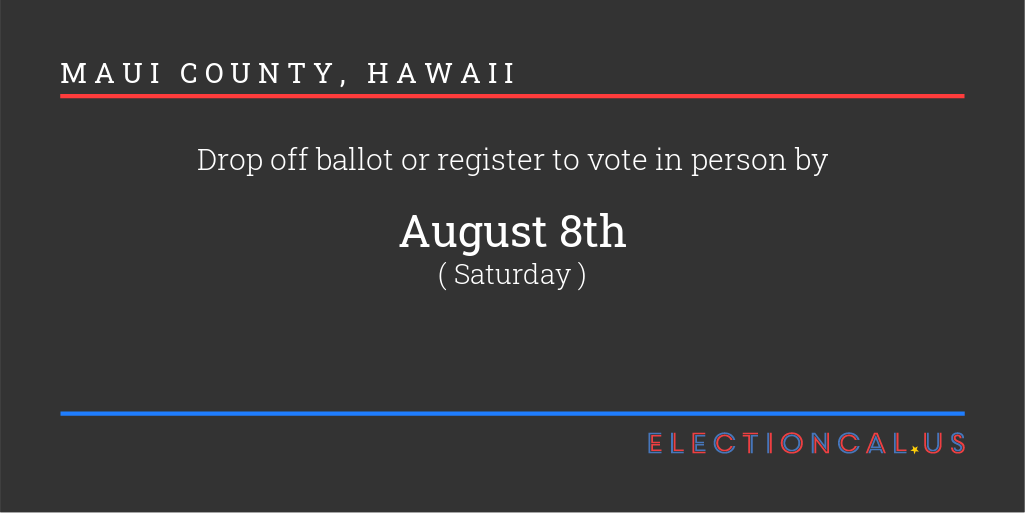 MAUI COUNTY, HAWAII
Drop off ballot or register to vote in person by
August 8th
( Saturday )
ELECTIONCAL.US